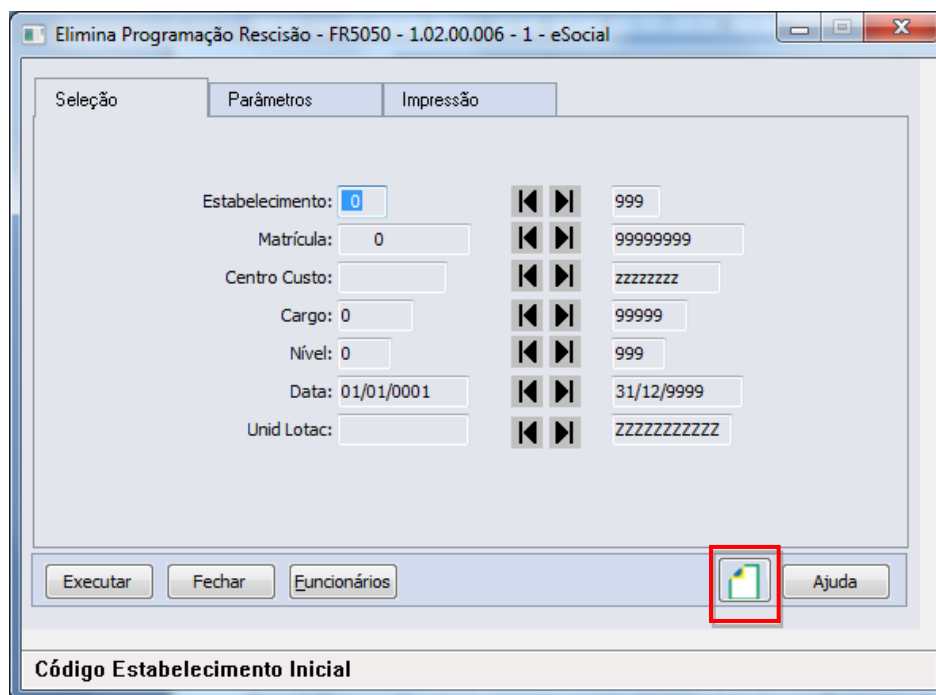 Elimina Programação Rescisão - FR5050 - 1.02.00.006 - 1 - eSocial
Seleção Parâmetros Impressão
Estabelecimento: 0 999
Matrícula: 0 99999999
Centro Custo: zzzzzzzz
Cargo: 0 99999
Nível: 0 999
Data: 01/01/0001 31/12/9999
Unid Lotac: ZZZZZZZZZZZ
Executar Fechar Funcionários Ajuda
Código Estabelecimento Inicial